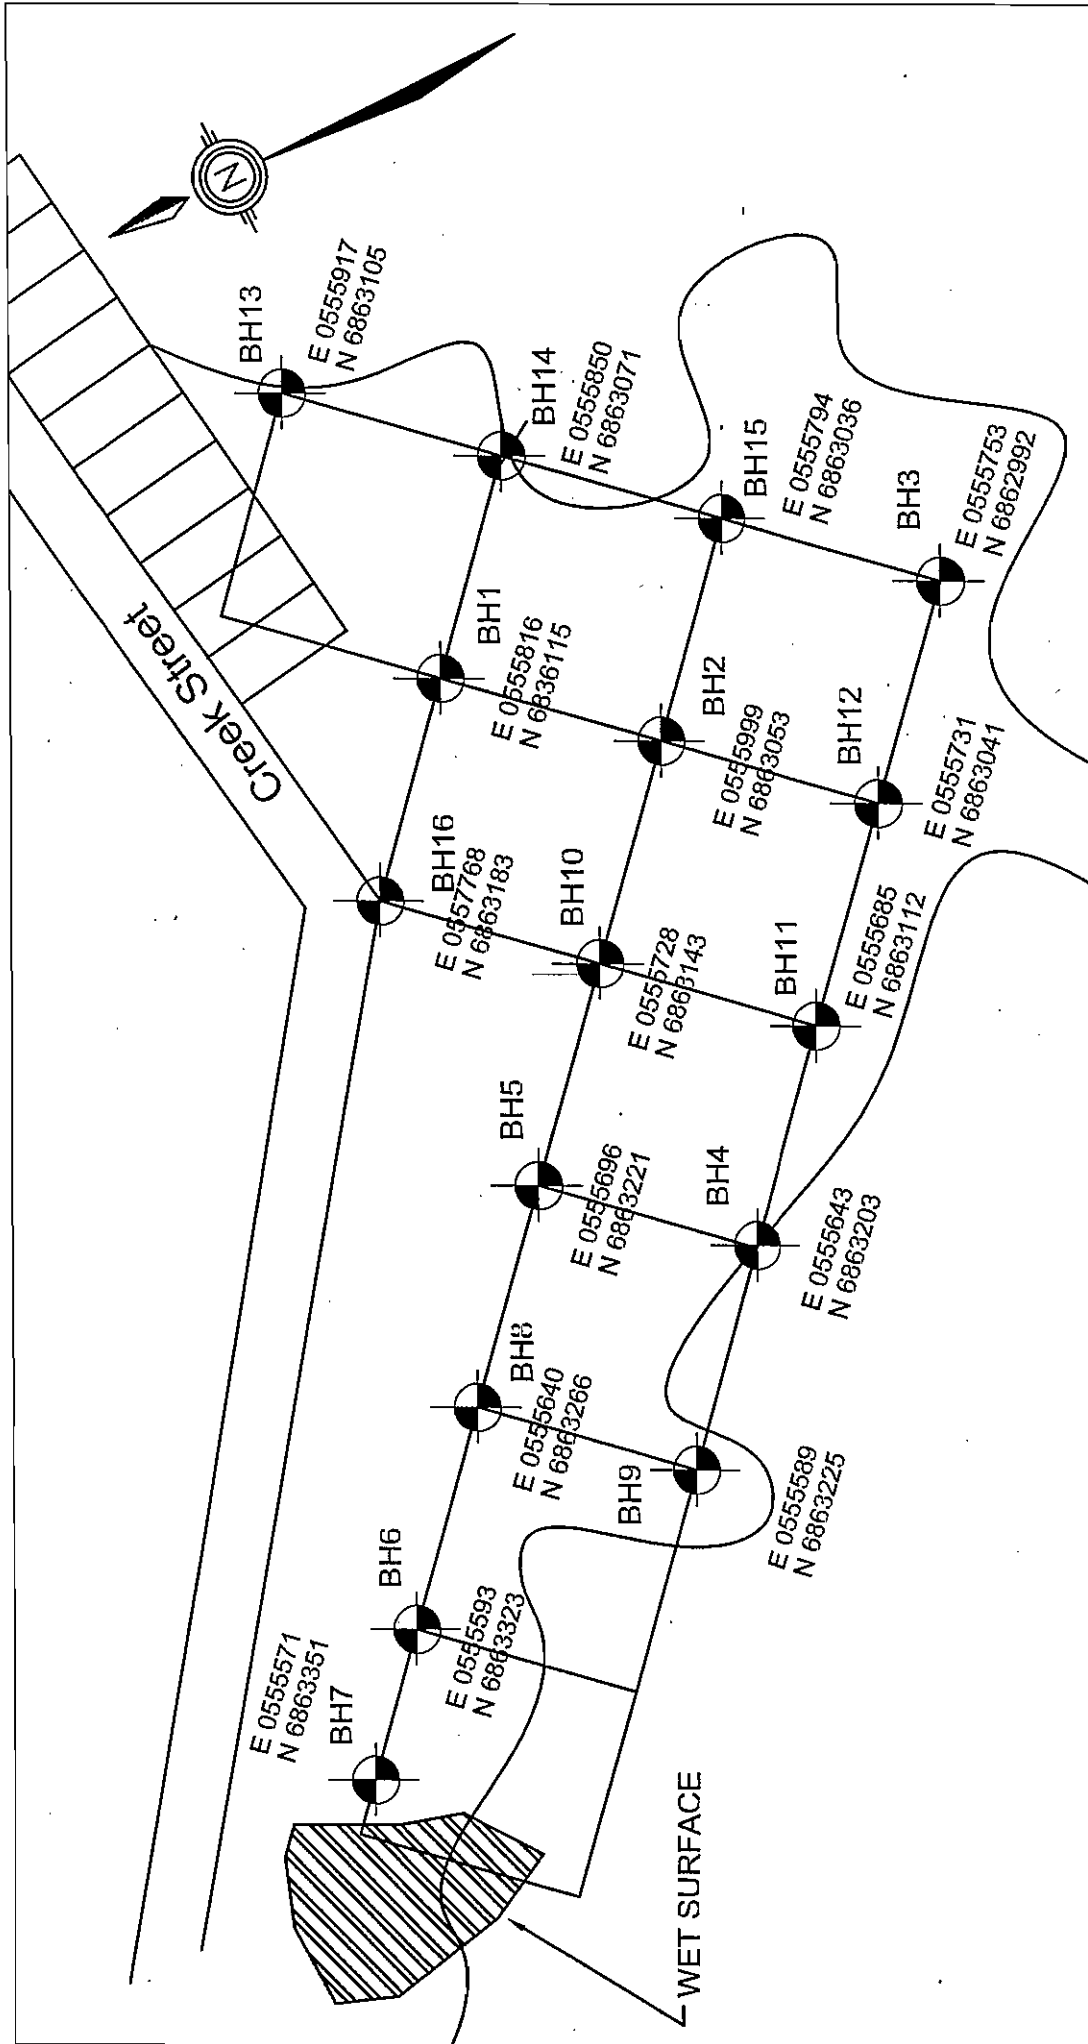 N
Creek Street
BH13
E 0555917
N 6863105
BH14
E 0555850
N 6863071
BH15
E 0555794
N 6863036
BH3
E 0555753
N 6862992
BH1
E 0555816
N 6836115
BH2
E 0555999
N 6863053
BH12
E 0555731
N 6863041
BH16
E 0557768
N 6863183
BH10
E 0555728
N 6863143
BH11
E 0555685
N 6863112
BH5
E 0555696
N 6863221
BH4
E 0555643
N 6863203
BH8
E 0555640
N 6863266
BH9
E 0555589
N 6863225
BH6
E 0555593
N 6863323
BH7
E 0555571
N 6863351
WET SURFACE